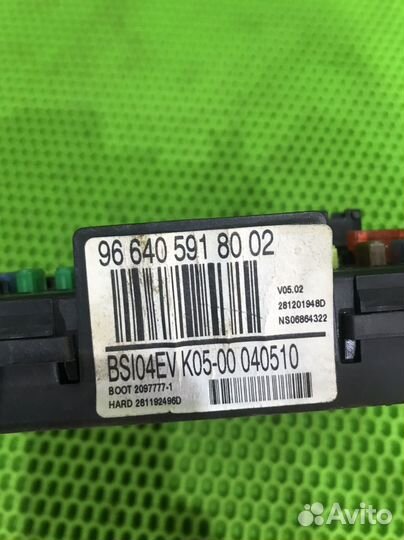 96 640 591 80 02
V05.02
281201948D
NS06864322
BSI04EV K05-00 040510
BOOT 2097777-1
HARD 281192496D
Avito